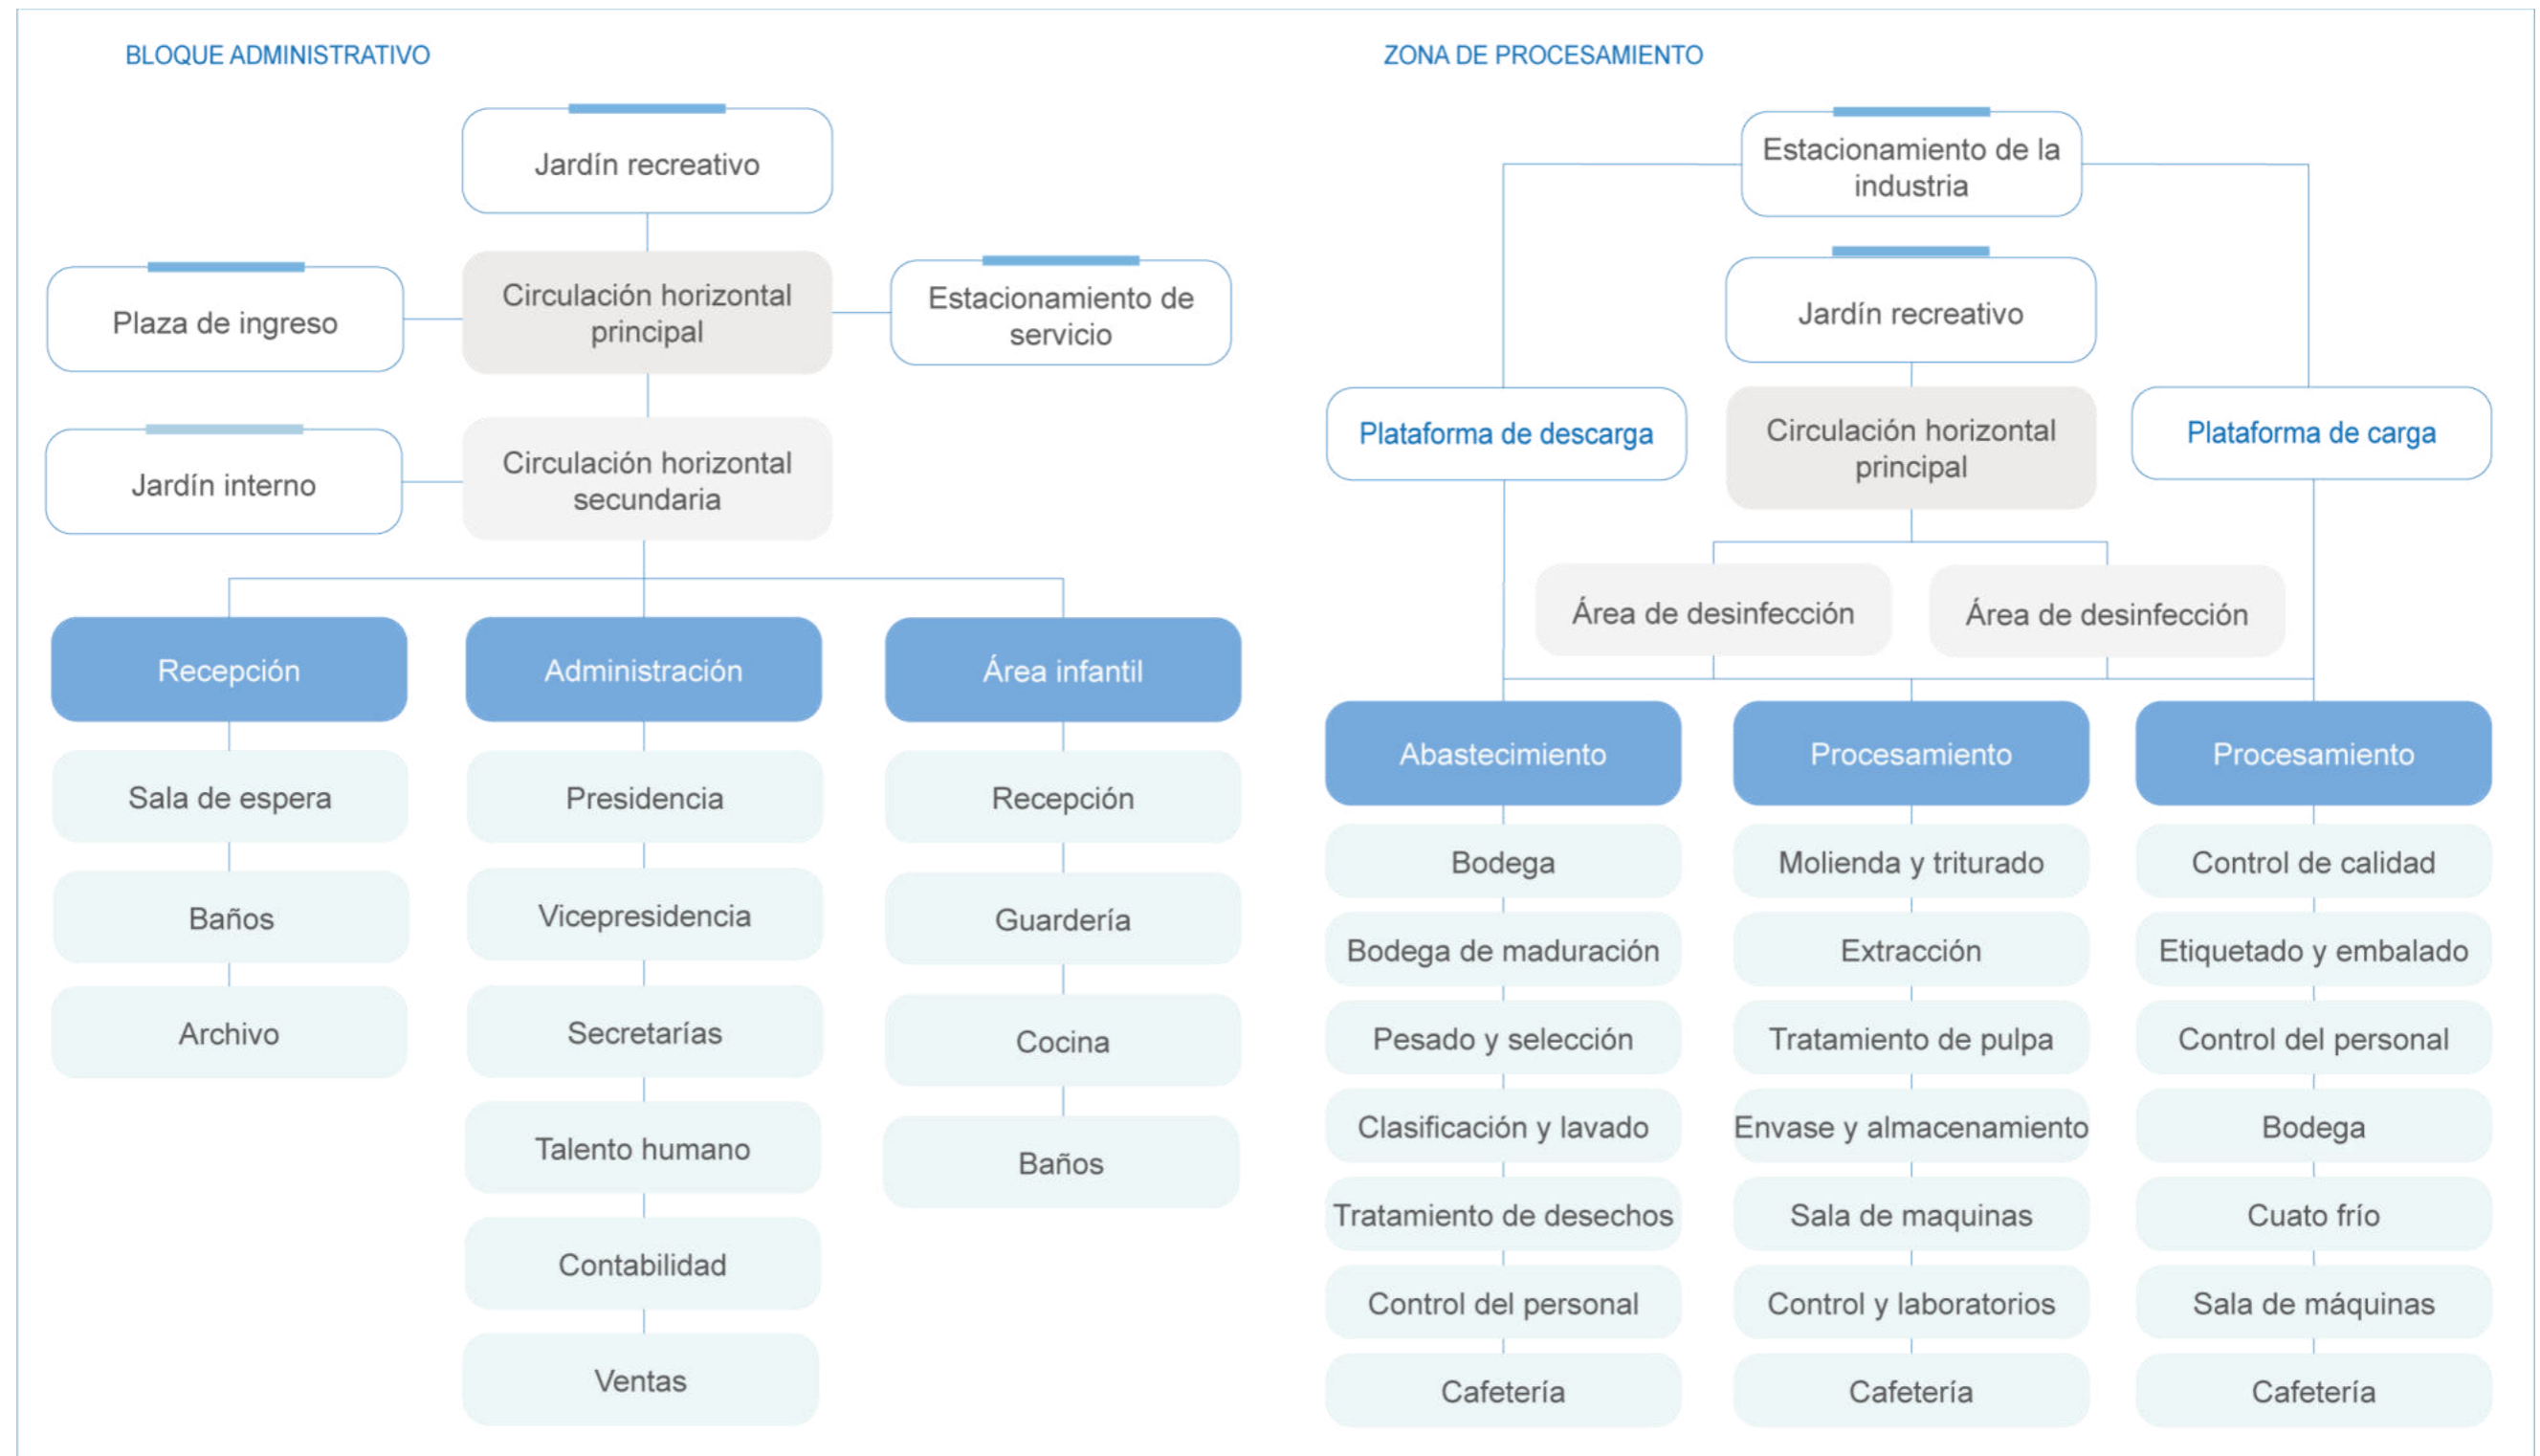 BLOQUE ADMINISTRATIVO
Jardín recreativo
Plaza de ingreso
Circulación horizontal
principal
Estacionamiento de
servicio
Jardín interno
Circulación horizontal
secundaria
Recepción
Sala de espera
Baños
Archivo
Administración
Presidencia
Vicepresidencia
Secretarías
Talento humano
Contabilidad
Ventas
Área infantil
Recepción
Guardería
Cocina
Baños
ZONA DE PROCESAMIENTO
Estacionamiento de la
industria
Jardín recreativo
Plataforma de descarga
Circulación horizontal
principal
Plataforma de carga
Área de desinfección
Área de desinfección
Abastecimiento
Bodega
Bodega de maduración
Pesado y selección
Clasificación y lavado
Tratamiento de desechos
Control del personal
Cafetería
Procesamiento
Molienda y triturado
Extracción
Tratamiento de pulpa
Envase y almacenamiento
Sala de maquinas
Control y laboratorios
Cafetería
Procesamiento
Control de calidad
Etiquetado y embalado
Control del personal
Bodega
Cuato frío
Sala de máquinas
Cafetería